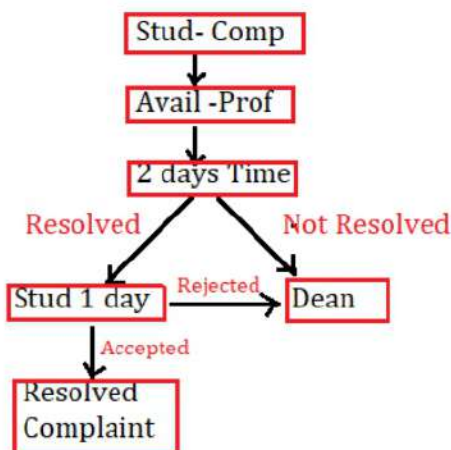 Stud- Comp
Avail -Prof
2 days Time
Resolved
Not Resolved
Stud 1 day
Rejected
Dean
Accepted
Resolved
Complaint